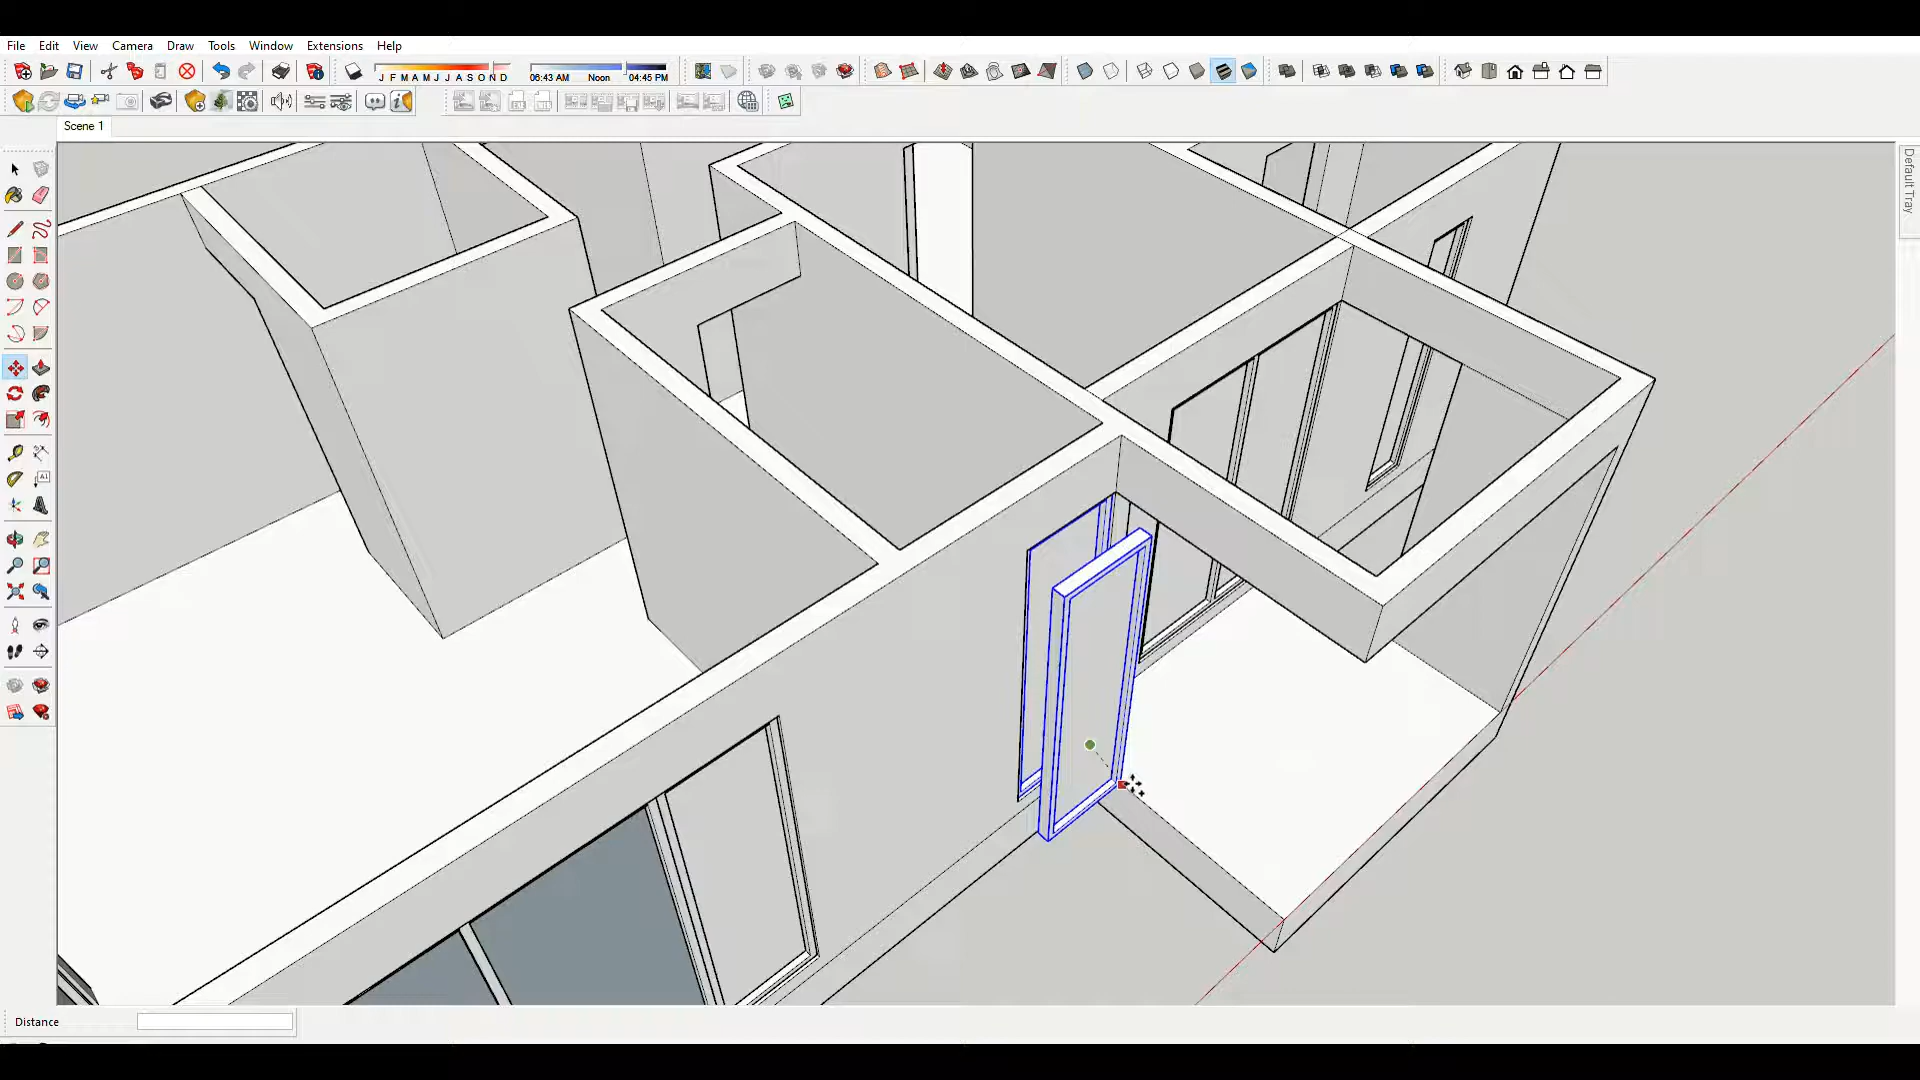 File Edit View Camera Draw Tools Window Extensions Help
J F M A M J J A S O N D
06:43 AM Noon 04:45 PM
Scene 1
Default Tray
A1
Distance